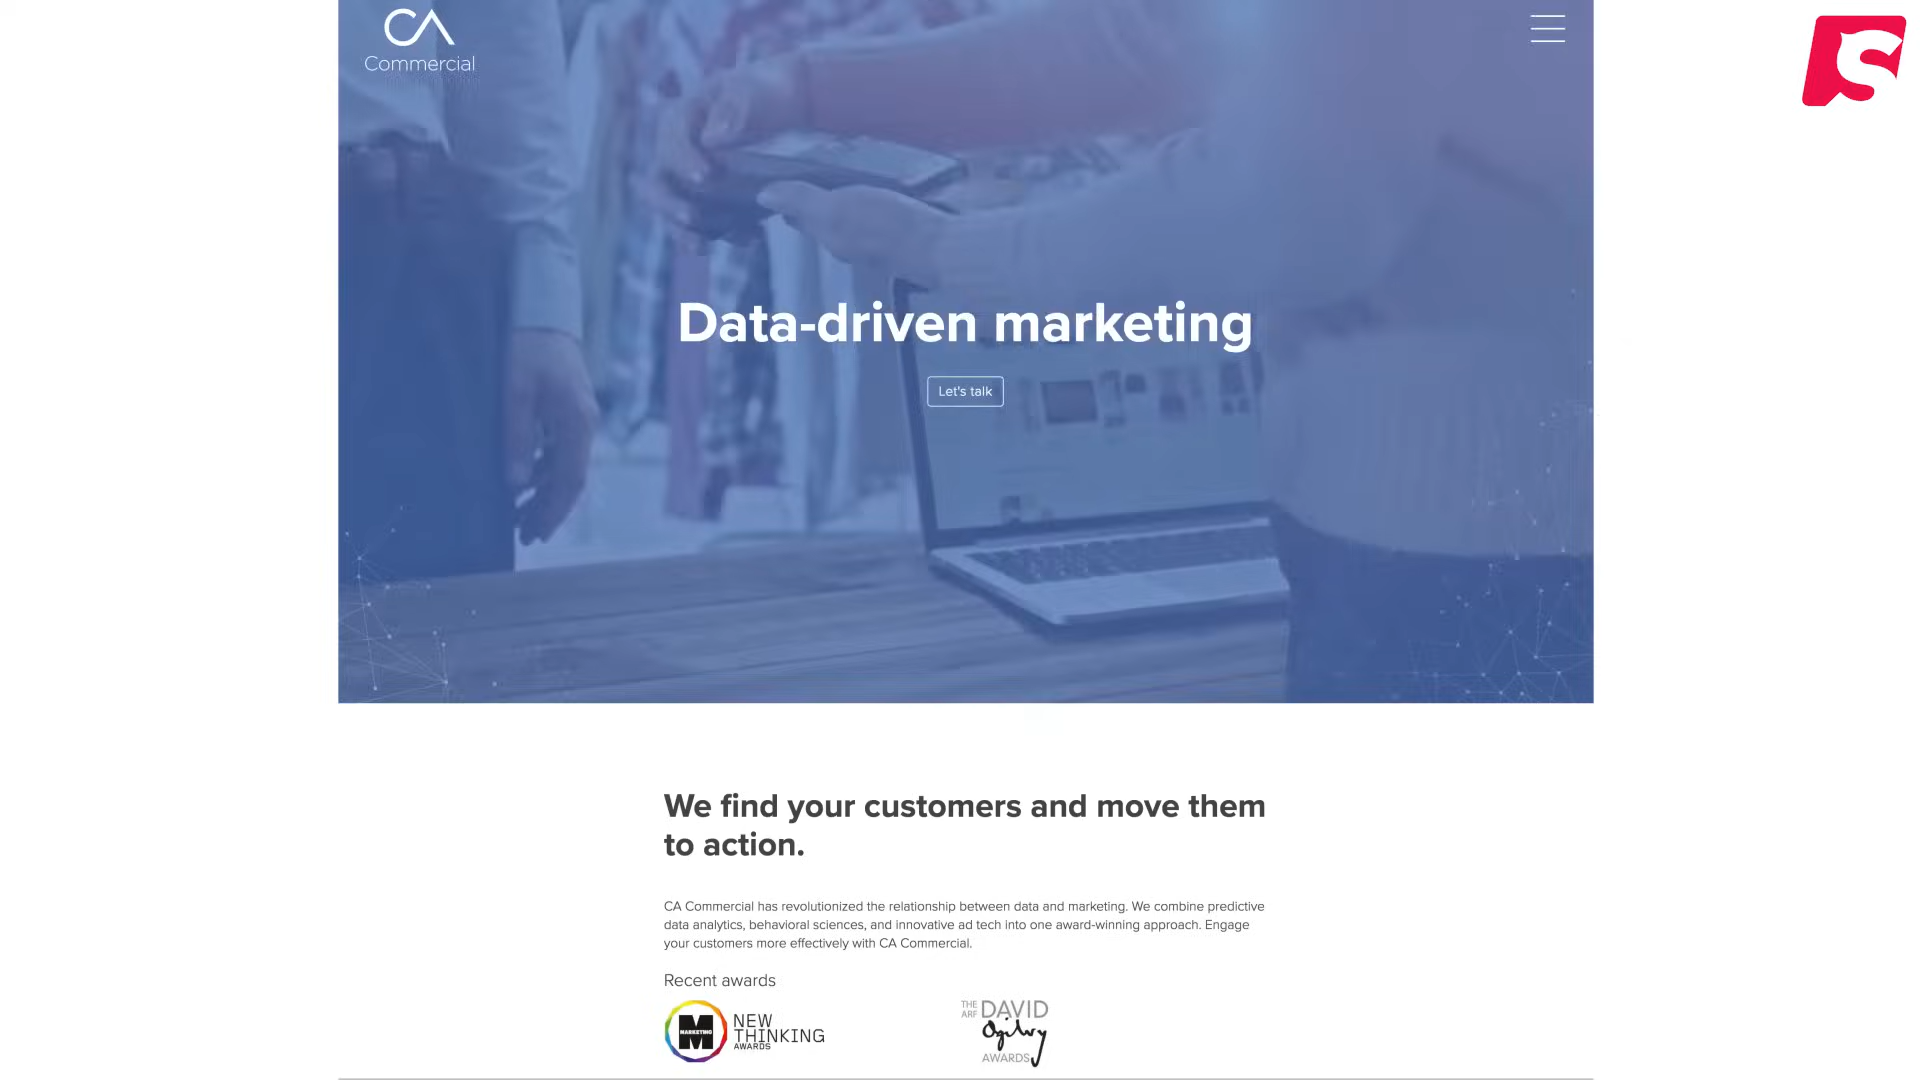 CA
Commercial
S
Data-driven marketing
Let's talk
We find your customers and move them
to action.
CA Commercial has revolutionized the relationship between data and marketing. We combine predictive
data analytics, behavioral sciences, and innovative ad tech into one award-winning approach. Engage
your customers more effectively with CA Commercial.
Recent awards
MARKETING
M
NEW
THINKING
AWARDS
THE
ARF
DAVID
Ogilvy
AWARDS